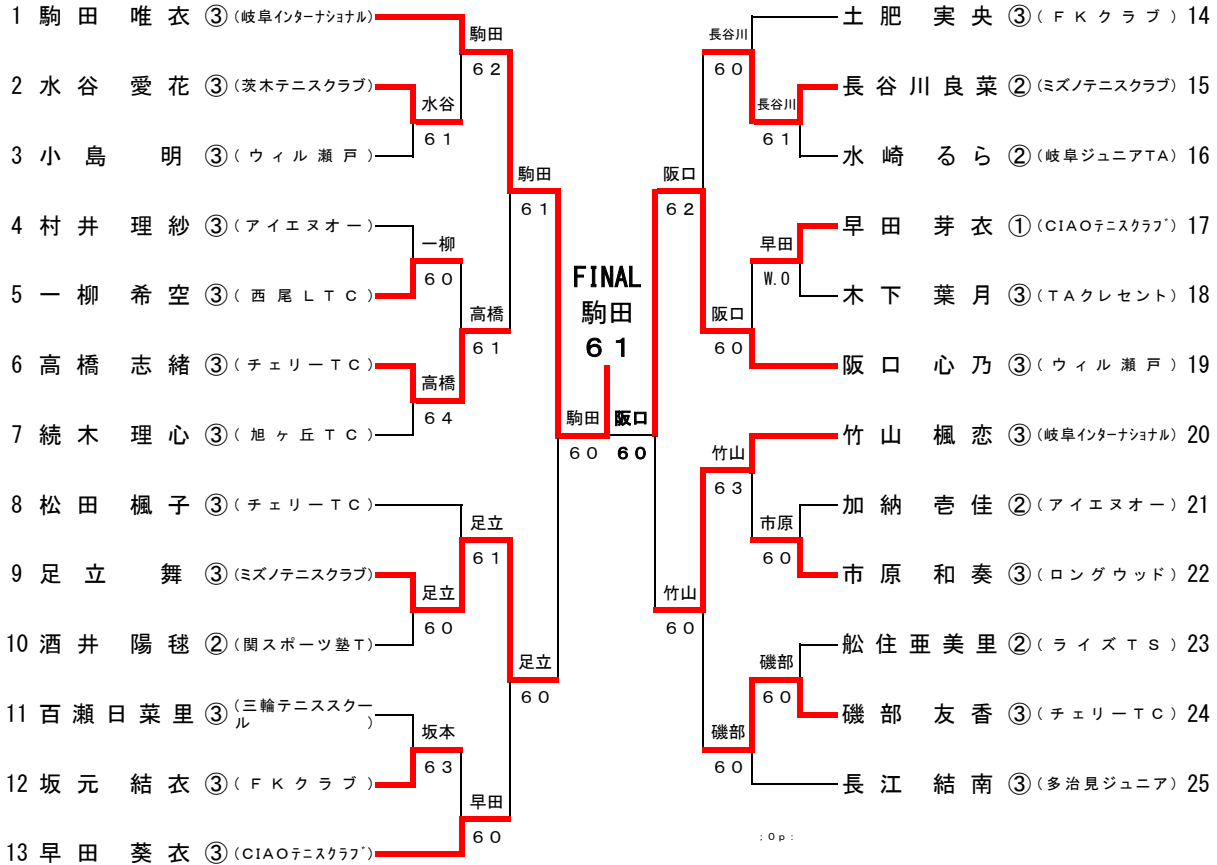 1 駒田 唯衣 ③ (岐阜インターナショナル)
駒田
62
2 水谷 愛花 ③ (茨木テニスクラブ)
水谷
61
3 小島 明 ③ (ウィル瀬戸)
駒田
61
4 村井 理紗 ③ (アイエヌオー)
一柳
60
5 一柳 希空 ③ (西尾LTC)
高橋
61
6 高橋 志緒 ③ (チェリーTC)
高橋
64
7 続木 理心 ③ (旭ヶ丘TC)
駒田
60
8 松田 楓子 ③ (チェリーTC)
足立
61
9 足立 舞 ③ (ミズノテニスクラブ)
足立
60
10 酒井 陽毬 ② (関スポーツ塾T)
足立
60
11 百瀬日菜里 ③ (三輪テニススクール)
坂本
63
12 坂元 結衣 ③ (FKクラブ)
早田
60
13 早田 葵衣 ③ (CIAOテニスクラブ)
FINAL
駒田
61
土肥 実央 ③ (FKクラブ) 14
長谷川
60
長谷川良菜 ② (ミズノテニスクラブ) 15
長谷川
61
水崎 るら ② (岐阜ジュニアTA) 16
阪口
62
早田 芽衣 ① (CIAOテニスクラブ) 17
早田
W.0
木下 葉月 ③ (TAクレセント) 18
阪口
60
阪口 心乃 ③ (ウィル瀬戸) 19
阪口
60
竹山 楓恋 ③ (岐阜インターナショナル) 20
竹山
63
加納 壱佳 ② (アイエヌオー) 21
市原
60
市原 和奏 ③ (ロングウッド) 22
竹山
60
舩住亜美里 ② (ライズTS) 23
磯部
60
磯部 友香 ③ (チェリーTC) 24
磯部
60
長江 結南 ③ (多治見ジュニア) 25
:0p: